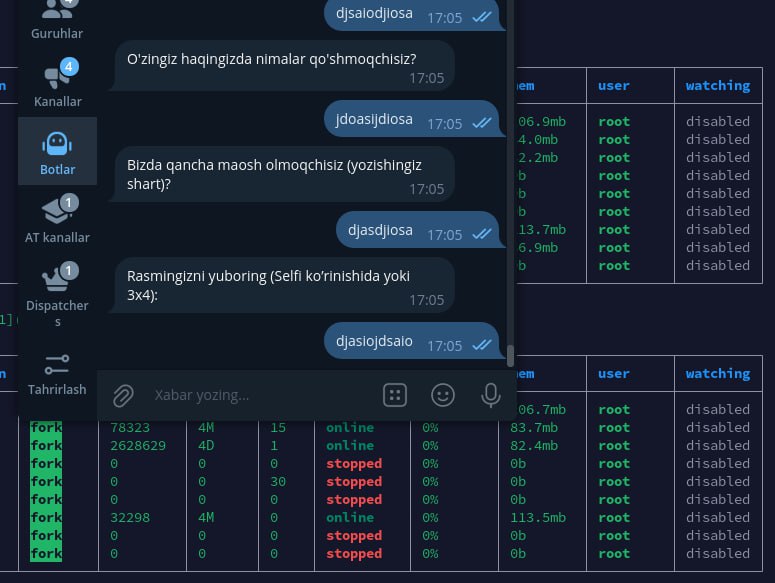 4
djsaiodjiosa 17:05
Guruhlar
O'zingiz haqingizda nimalar qo'shmoqchisiz?
17:05
4
Kanallar
user watching
jdoasijdiosa 17:05
06.9mb root disabled
4.0mb root disabled
Bizda qancha maosh olmoqchisiz (yozishingiz
shart)?
17:05
2.2mb root disabled
Botlar
b root disabled
b root disabled
1
AT kanallar
djasdjiosa 17:05
b root disabled
13.7mb root disabled
6.9mb root disabled
b root disabled
1
Dispatcher
s
Rasmingizni yuboring (Selfi ko‘rinishida yoki
3x4):
17:05
1]
djasiojdsaio 17:05
Tahrirlash
user watching
Xabar yozing...
06.7mb root disabled
fork 78323 4M 15 online 0% 83.7mb root disabled
fork 2628629 4D 1 online 0% 82.4mb root disabled
fork 0 0 0 stopped 0% 0b root disabled
fork 0 0 30 stopped 0% 0b root disabled
fork 0 0 0 stopped 0% 0b root disabled
fork 32298 4M 0 online 0% 113.5mb root disabled
fork 0 0 0 stopped 0% 0b root disabled
fork 0 0 0 stopped 0% 0b root disabled